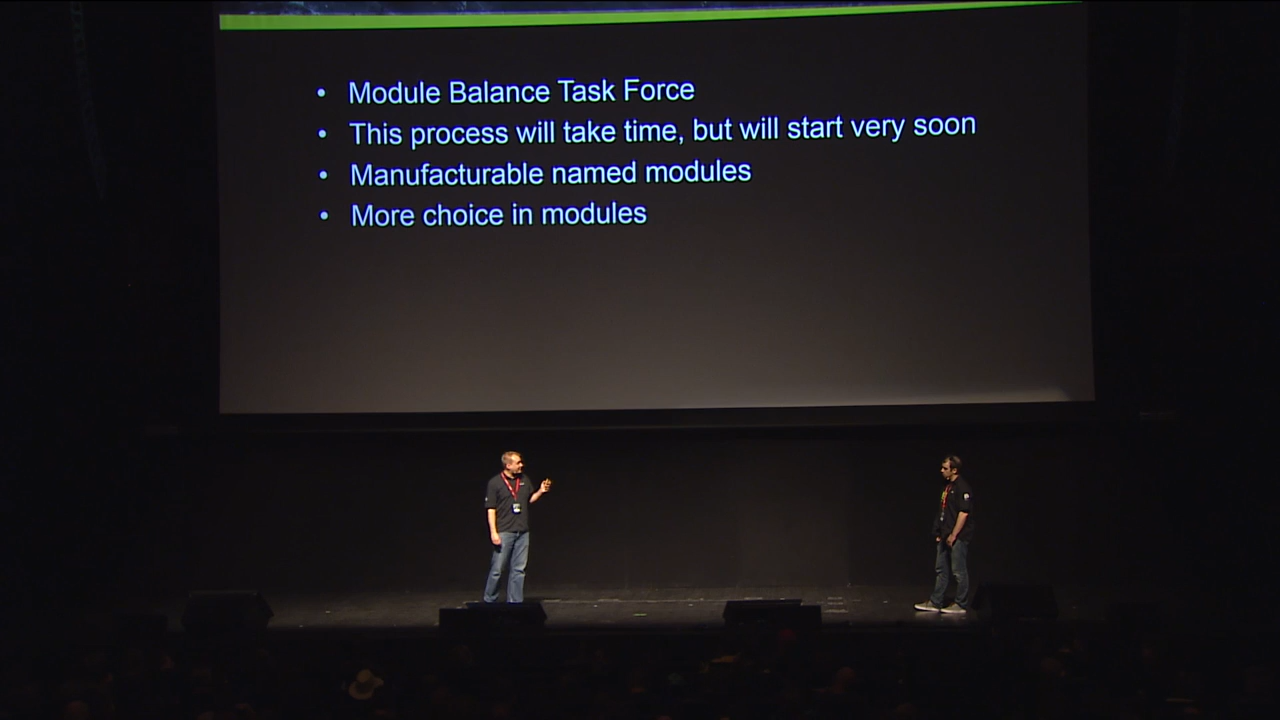 • Module Balance Task Force
• This process will take time, but will start very soon
• Manufacturable named modules
• More choice in modules